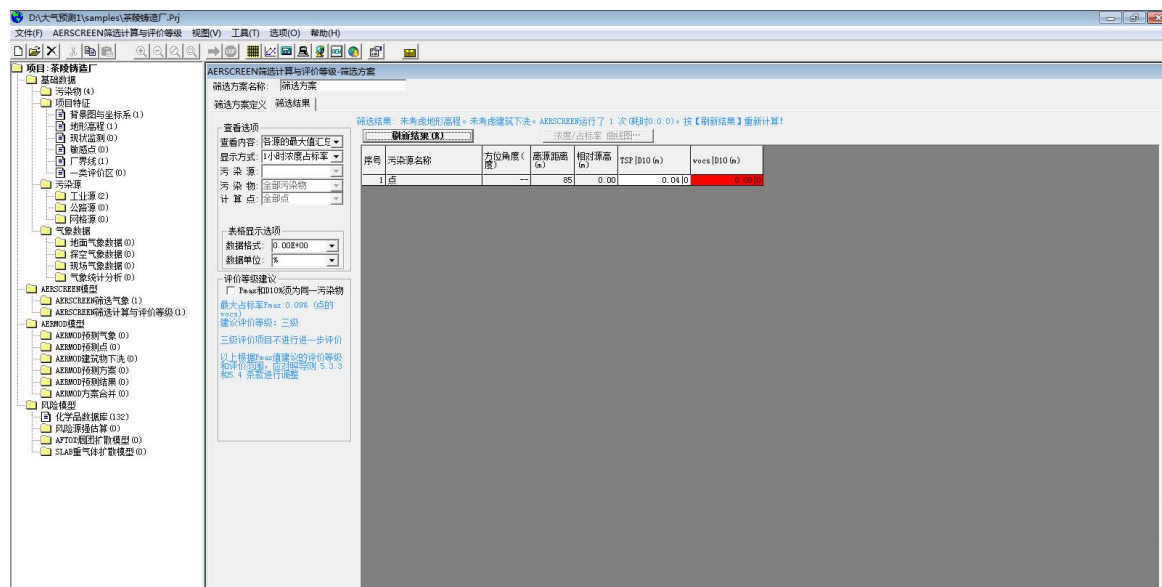 D:\大气预测1\samples\茶陵铸造厂.Prj
文件(F) AERSCREEN筛选计算与评价等级 视图(V) 工具(T) 选项(O) 帮助(H)
项目:茶陵铸造厂
基础数据
污染物(4)
项目特征
背景图与坐标系(1)
地形高程(1)
现状监测(0)
敏感点(0)
厂界线(1)
一类评价区(0)
污染源
工业源(2)
公路源(0)
网格源(0)
气象数据
地面气象数据(0)
探空气象数据(0)
现场气象数据(0)
气象统计分析(0)
AERSCREEN模型
AERSCREEN筛选气象(1)
AERSCREEN筛选计算与评价等级(1)
AERMOD模型
AERMOD预测气象(0)
AERMOD预测点(0)
AERMOD建筑物下洗(0)
AERMOD预测方案(0)
AERMOD预测结果(0)
AERMOD方案合并(0)
风险模型
化学品数据库(132)
风险源强估算(0)
AFTOX烟团扩散模型(0)
SLAB重气体扩散模型(0)
AERSCREEN筛选计算与评价等级-筛选方案
筛选方案名称: 筛选方案
筛选方案定义 筛选结果
查看选项
查看内容: 各源的最大值汇总
显示方式: 1小时浓度占标率
污 染 源:
污 染 物: 全部污染物
计 算 点: 全部点
表格显示选项
数据格式: 0.00E+00
数据单位: %
评价等级建议
Pmax和D10%须为同一污染物
最大占标率Pmax:0.09% (点的
vocs)
建议评价等级: 三级
三级评价项目不进行进一步评价
以上根据Pmax值建议的评价等级
和评价范围, 应对照导则 5.3.3
和5.4 条款进行调整
筛选结果: 未考虑地形高程。未考虑建筑下洗。AERSCREEN运行了 1 次(耗时0:0:0)。按【刷新结果】重新计算!
刷新结果(R) 浓度/占标率 曲线图…
序号 污染源名称 方位角度(度) 离源距离(m) 相对源高(m) TSP|D10(m) vocs|D10(m)
1 点 -- 85 0.00 0.04|0 0.09|0